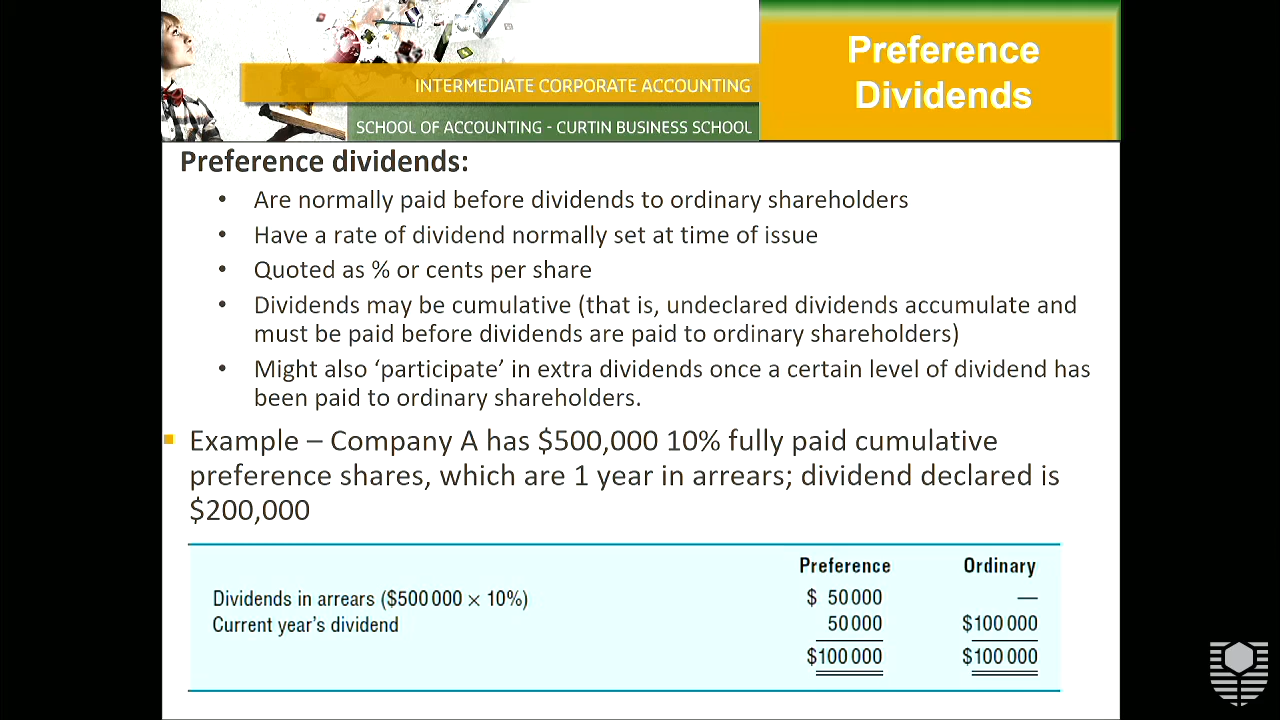 Preference
Dividends
INTERMEDIATE CORPORATE ACCOUNTING
SCHOOL OF ACCOUNTING - CURTIN BUSINESS SCHOOL
Preference dividends:
• Are normally paid before dividends to ordinary shareholders
• Have a rate of dividend normally set at time of issue
• Quoted as % or cents per share
• Dividends may be cumulative (that is, undeclared dividends accumulate and
must be paid before dividends are paid to ordinary shareholders)
• Might also ‘participate’ in extra dividends once a certain level of dividend has
been paid to ordinary shareholders.
Example – Company A has $500,000 10% fully paid cumulative
preference shares, which are 1 year in arrears; dividend declared is
$200,000
Preference Ordinary
Dividends in arrears ($500 000 × 10%) $ 50 000 —
Current year’s dividend 50 000 $100 000
$100 000 $100 000